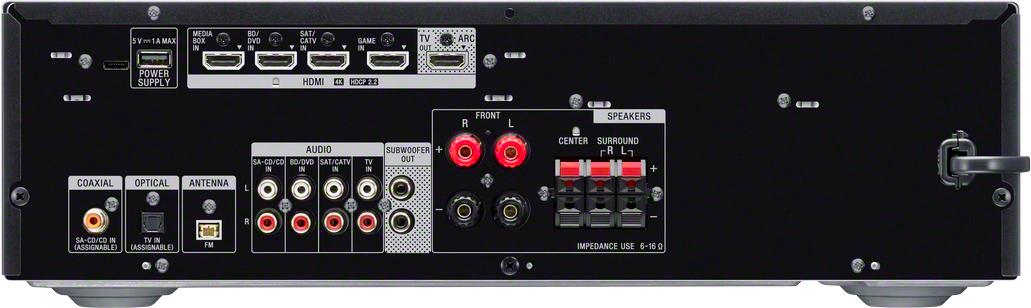 5V⎓1A MAX
POWER
SUPPLY
MEDIA
BOX
IN
BD/
DVD
IN
SAT/
CATV
IN
GAME
IN
TV ARC
OUT
HDMI 4K HDCP 2.2
COAXIAL
SA-CD/CD IN
(ASSIGNABLE)
OPTICAL
TV IN
(ASSIGNABLE)
ANTENNA
FM
AUDIO
SA-CD/CD
IN
BD/DVD
IN
SAT/CATV
IN
TV
IN
L
R
SUBWOOFER
OUT
SPEAKERS
FRONT
R L
+
–
CENTER
SURROUND
R L
+
–
IMPEDANCE USE 6-16 Ω